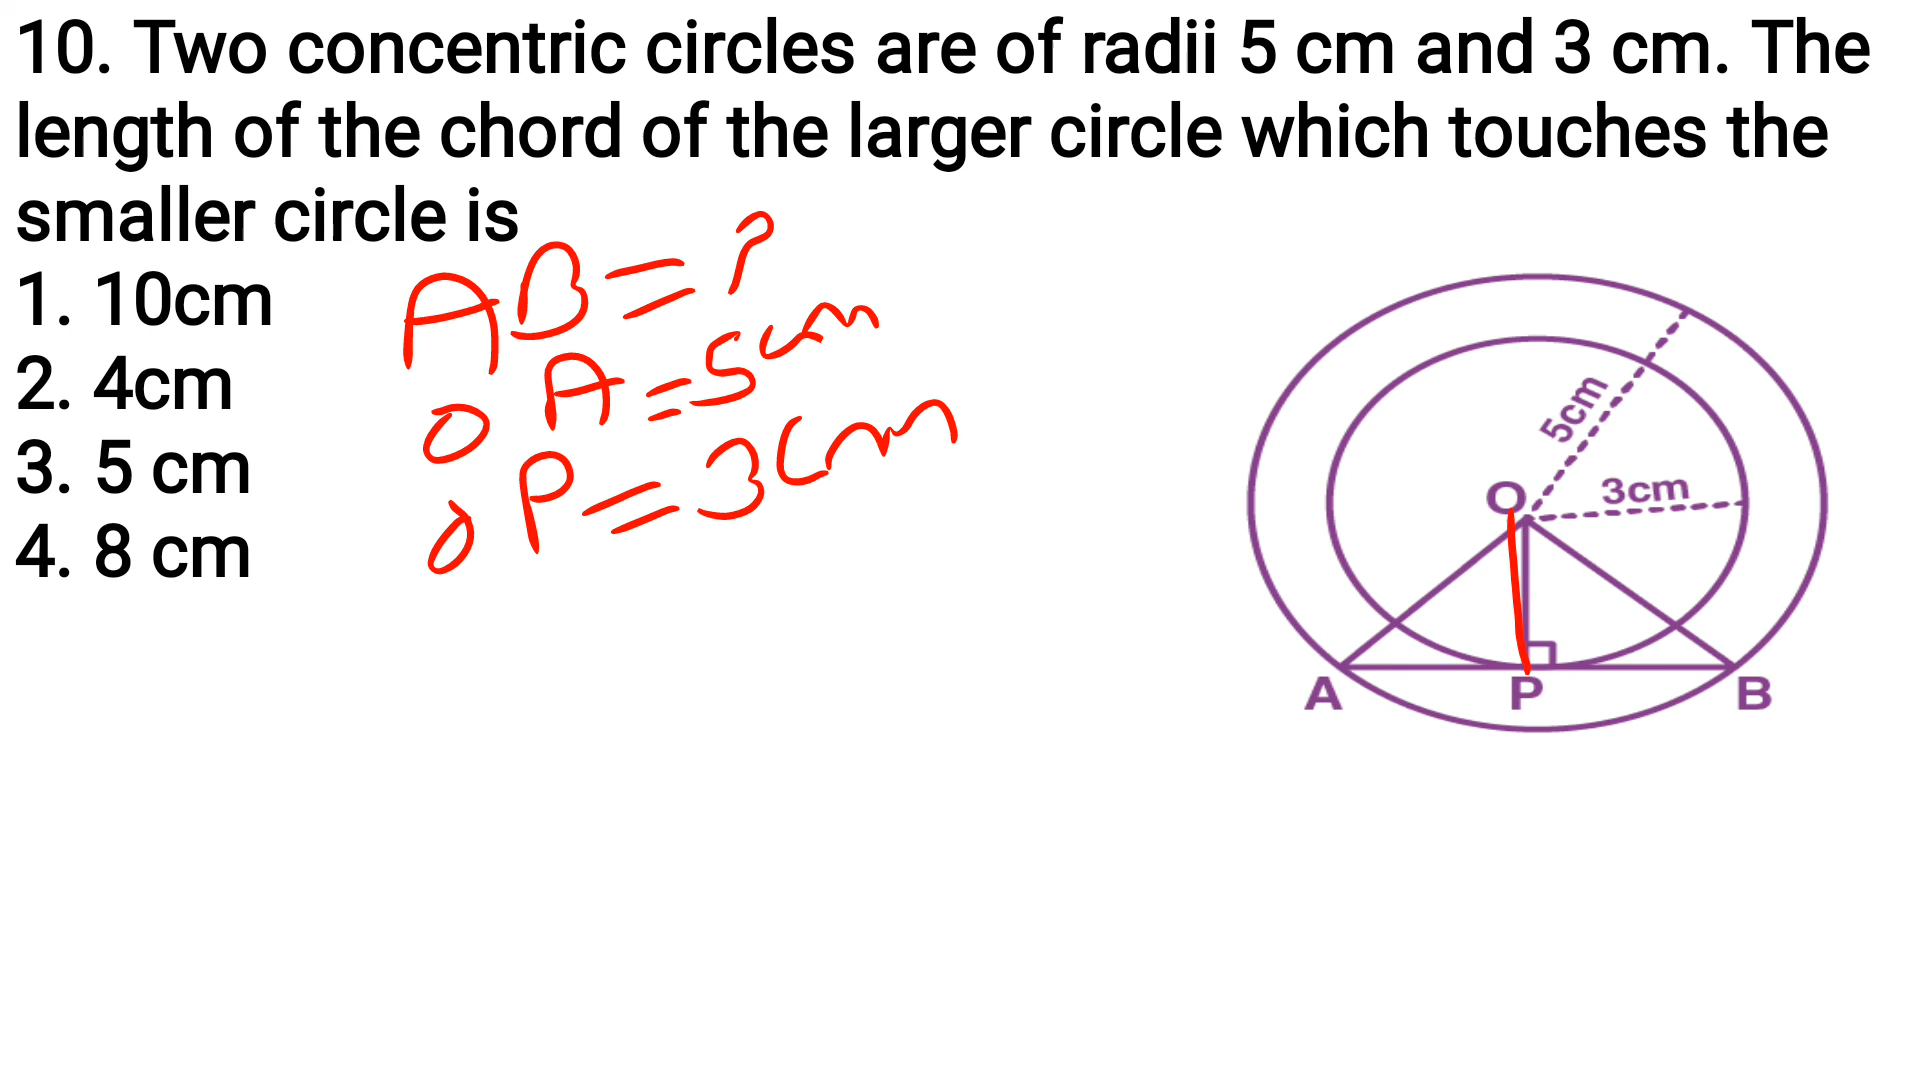 10. Two concentric circles are of radii 5 cm and 3 cm. The
length of the chord of the larger circle which touches the
smaller circle is
1. 10cm
2. 4cm
3. 5 cm
4. 8 cm
AB = ?
OA = 5cm
OP = 3cm
5cm
O
3cm
A
P
B